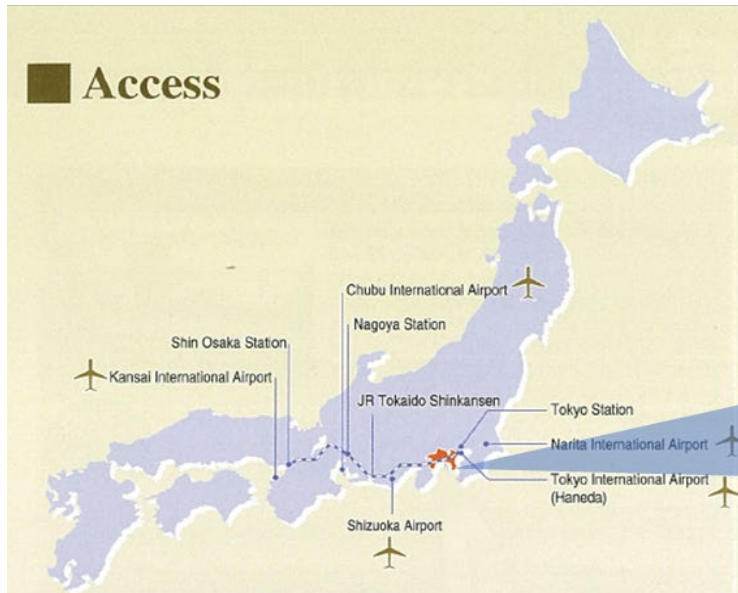 Access
Chubu International Airport
Nagoya Station
Shin Osaka Station
Kansai International Airport
JR Tokaido Shinkansen
Tokyo Station
Narita International Airport
Tokyo International Airport
(Haneda)
Shizuoka Airport